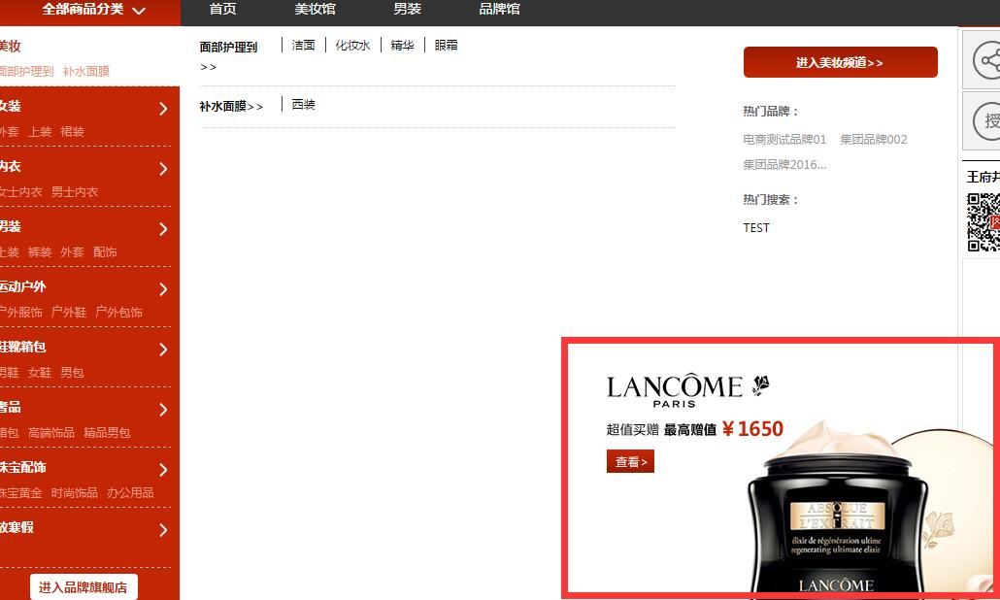 全部商品分类
首页 美妆馆 男装 品牌馆
美妆
面部护理到 补水面膜
女装
外套 上装 裙装
内衣
女士内衣 男士内衣
男装
上装 裤装 外套 配饰
运动户外
户外服饰 户外鞋 户外包饰
鞋靴箱包
男鞋 女鞋 男包
奢品
箱包 高端饰品 精品男包
珠宝配饰
珠宝黄金 时尚饰品 办公用品
放寒假
进入品牌旗舰店
面部护理到 >> 洁面 化妆水 精华 眼霜
补水面膜>> 西装
进入美妆频道>>
热门品牌：
电商测试品牌01 集团品牌002
集团品牌2016...
热门搜索：
TEST
授
王府井
LANCÔME
PARIS
超值买赠 最高赠值 ¥1650
查看>
ABSOLUE
L'EXTRAIT
élixir de régénération ultime
regenerating ultimate elixir
LANCÔME